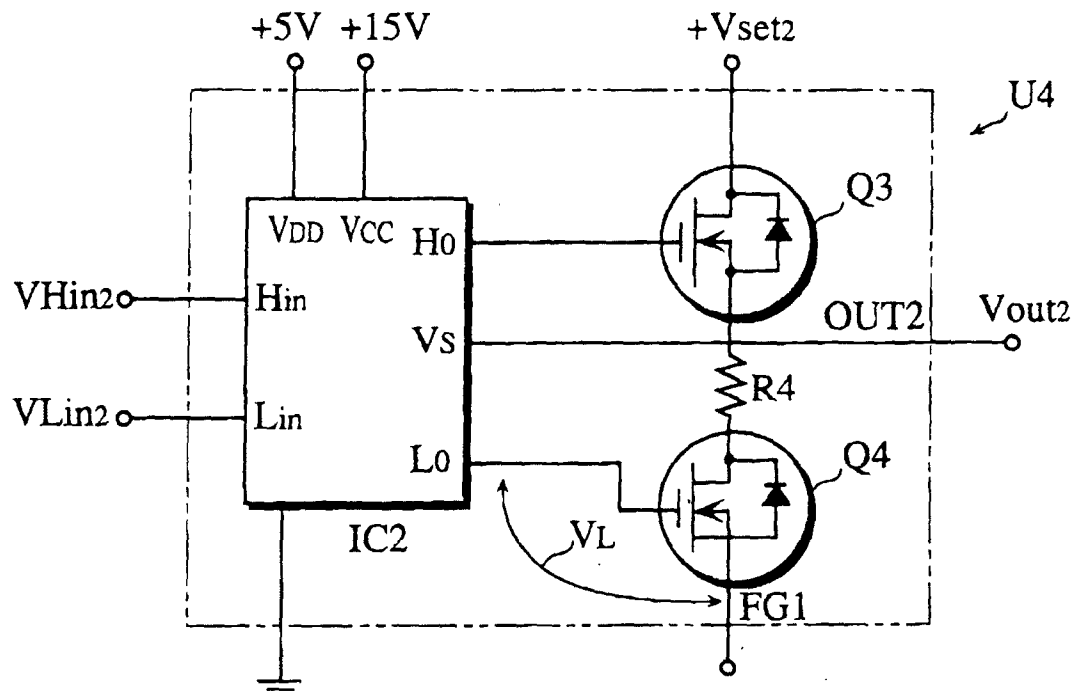 +5V +15V +Vset2
U4
Q3
VDD VCC H0
VHin2 Hin
OUT2 Vout2
VS
R4
VLin2 Lin
L0 Q4
IC2 VL
FG1